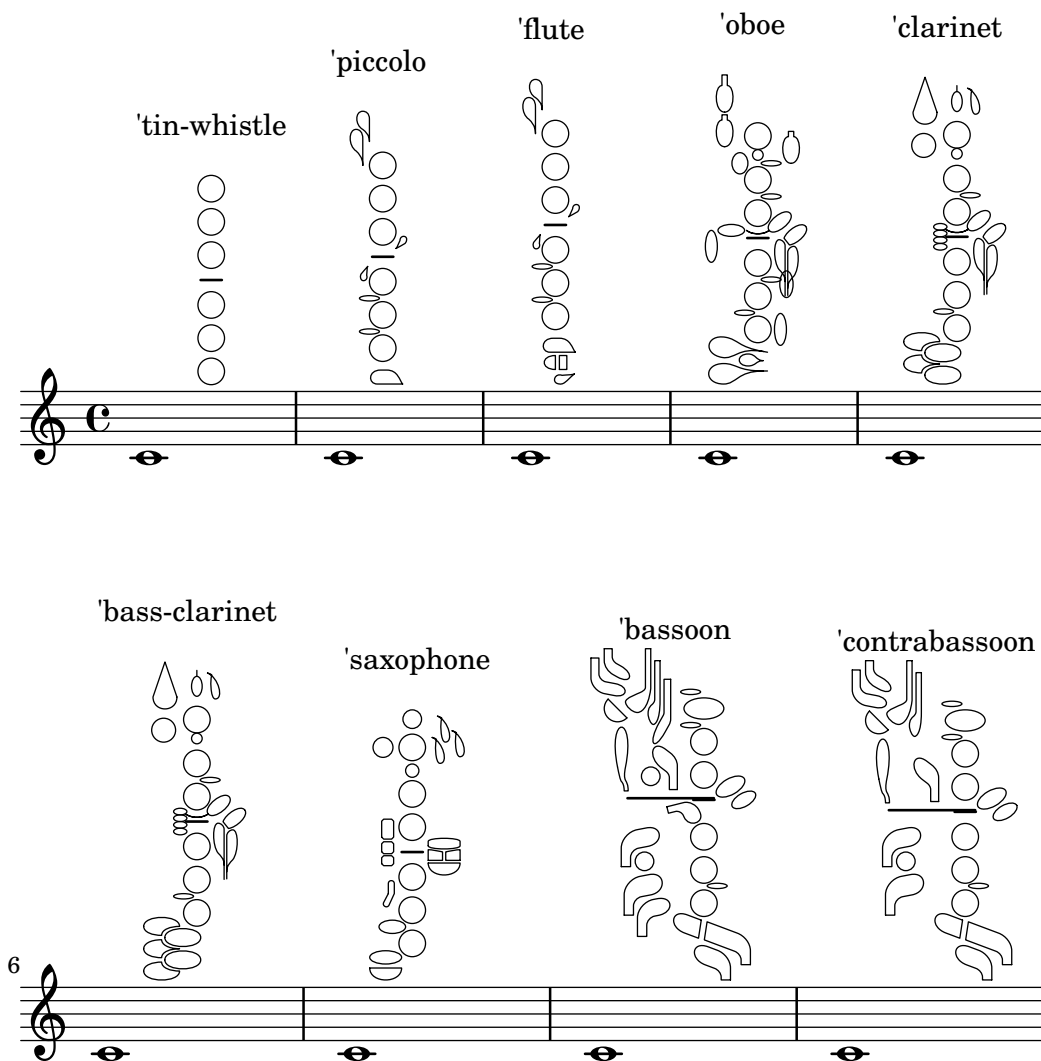 'tin-whistle
'piccolo
'flute
'oboe
'clarinet
'bass-clarinet
'saxophone
'bassoon
'contrabassoon
6